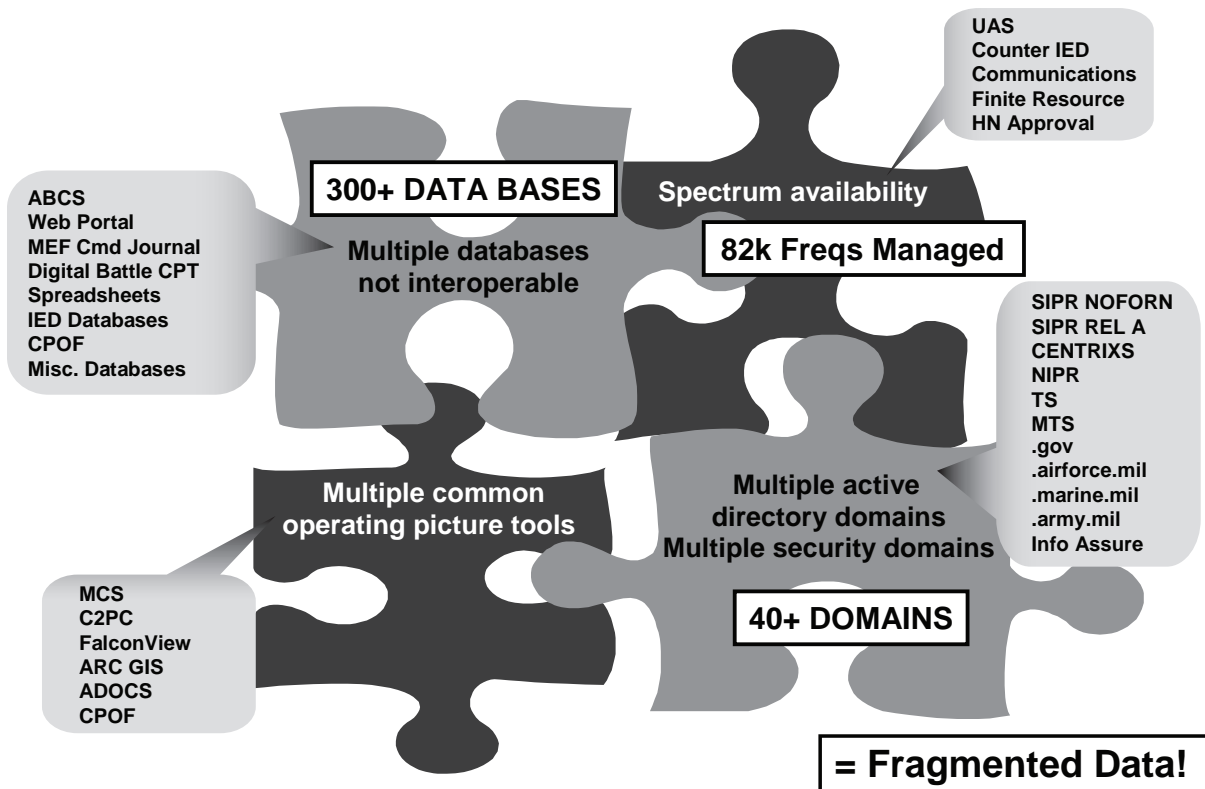 UAS
Counter IED
Communications
Finite Resource
HN Approval
300+ DATA BASES
Multiple databases
not interoperable
ABCS
Web Portal
MEF Cmd Journal
Digital Battle CPT
Spreadsheets
IED Databases
CPOF
Misc. Databases
Spectrum availability
82k Freqs Managed
SIPR NOFORN
SIPR REL A
CENTRIXS
NIPR
TS
MTS
.gov
.airforce.mil
.marine.mil
.army.mil
Info Assure
Multiple common
operating picture tools
MCS
C2PC
FalconView
ARC GIS
ADOCS
CPOF
Multiple active
directory domains
Multiple security domains
40+ DOMAINS
= Fragmented Data!